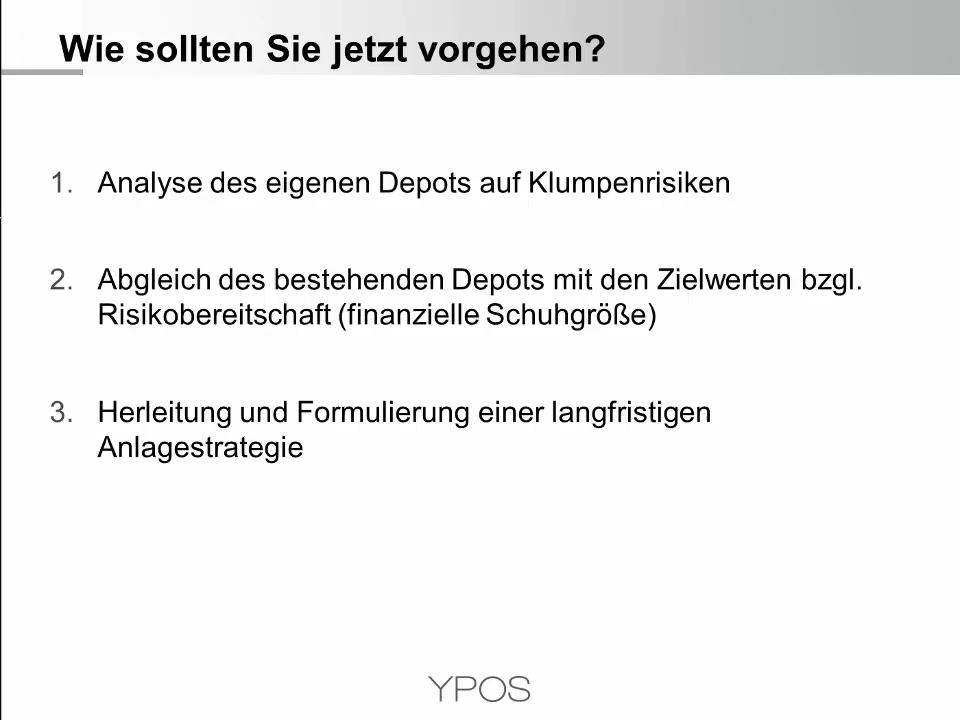 Wie sollten Sie jetzt vorgehen?
1. Analyse des eigenen Depots auf Klumpenrisiken
2. Abgleich des bestehenden Depots mit den Zielwerten bzgl.
Risikobereitschaft (finanzielle Schuhgröße)
3. Herleitung und Formulierung einer langfristigen
Anlagestrategie
YPOS